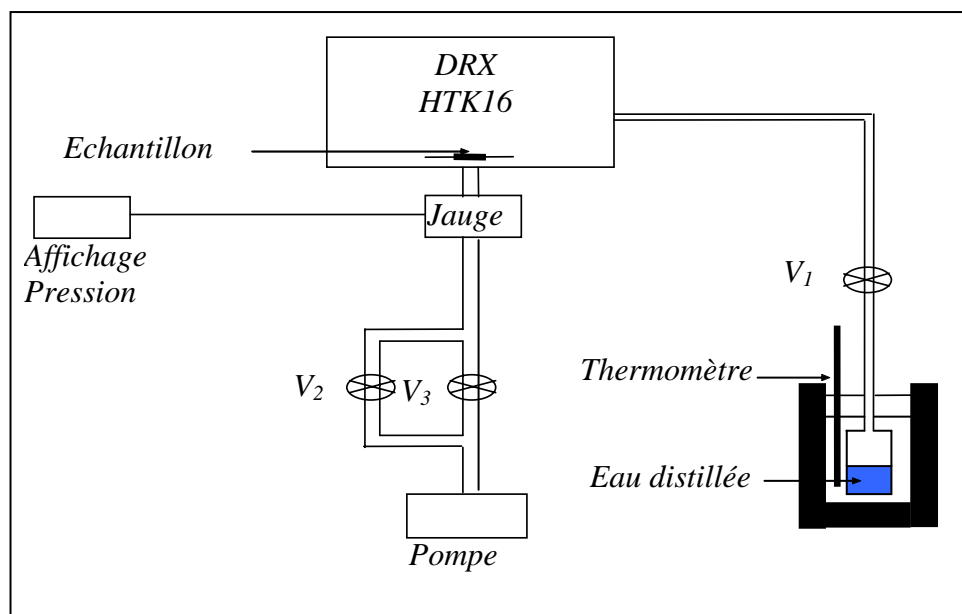 DRX
HTK16
Echantillon
Jauge
Affichage
Pression
V1
V2
V3
Thermomètre
Eau distillée
Pompe